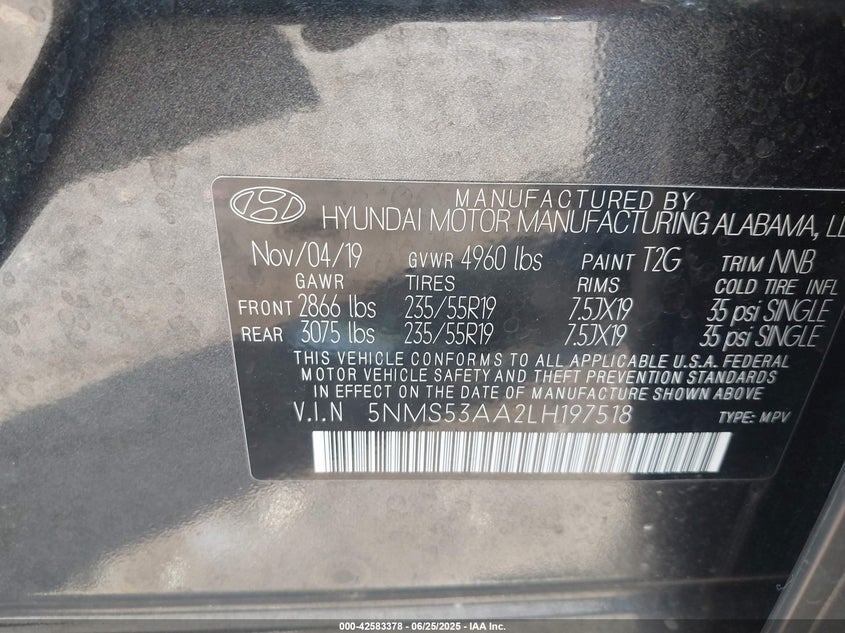 MANUFACTURED BY
HYUNDAI MOTOR MANUFACTURING ALABAMA,
Nov/04/19 GVWR 4960 lbs PAINT T2G TRIM NNB
GAWR TIRES RIMS COLD TIRE INFL
FRONT 2866 lbs 235/55R19 7.5JX19 35 psi SINGLE
REAR 3075 lbs 235/55R19 7.5JX19 35 psi SINGLE
THIS VEHICLE CONFORMS TO ALL APPLICABLE U.S.A. FEDERAL
MOTOR VEHICLE SAFETY AND THEFT PREVENTION STANDARDS
IN EFFECT ON THE DATE OF MANUFACTURE SHOWN ABOVE
V.I.N 5NMS53AA2LH197518 TYPE: MPV
000-42583378 - 06/25/2025 - IAA Inc.